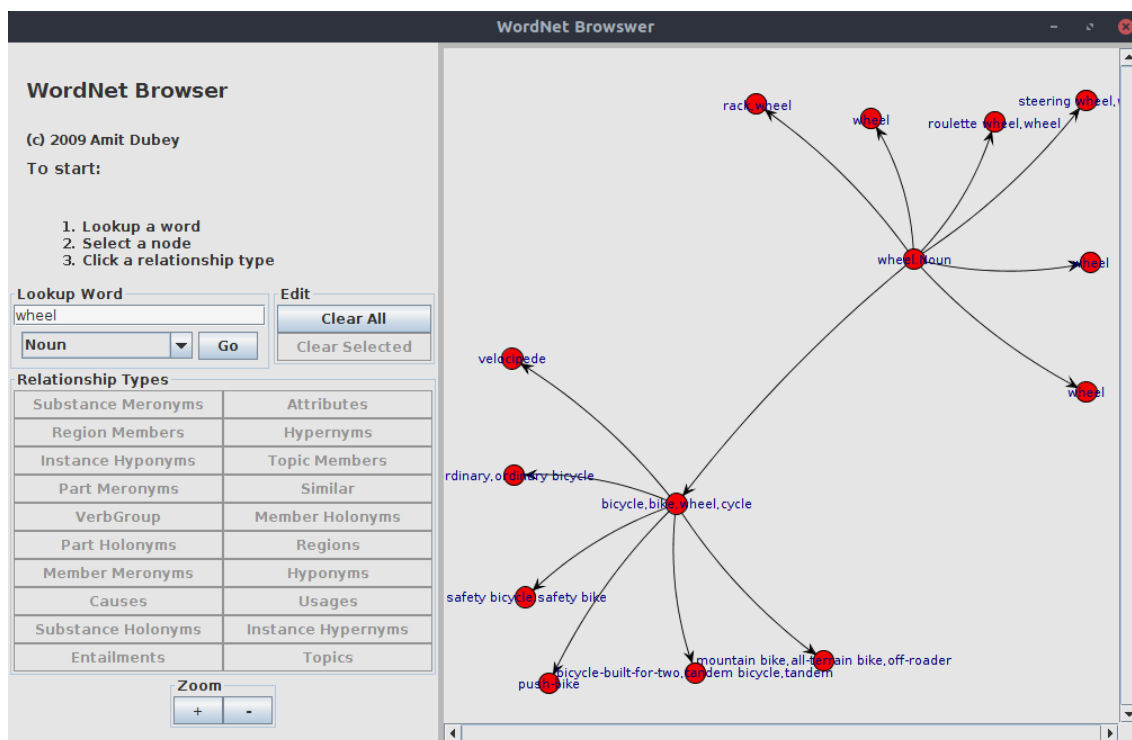 WordNet Browswer
WordNet Browser
(c) 2009 Amit Dubey
To start:
1. Lookup a word
2. Select a node
3. Click a relationship type
Lookup Word
Edit
wheel
Clear All
Noun
Go
Clear Selected
Relationship Types
Substance Meronyms
Attributes
Region Members
Hypernyms
Instance Hyponyms
Topic Members
Part Meronyms
Similar
VerbGroup
Member Holonyms
Part Holonyms
Regions
Member Meronyms
Hyponyms
Causes
Usages
Substance Holonyms
Instance Hypernyms
Entailments
Topics
Zoom
+
-
rack wheel
wheel
roulette wheel,wheel
steering wheel,
wheel Noun
wheel
wheel
velocipede
rdinary,ordinary bicycle
bicycle,bike,wheel,cycle
safety bicycle,safety bike
mountain bike,all-terrain bike,off-roader
bicycle-built-for-two,tandem bicycle,tandem
push-bike